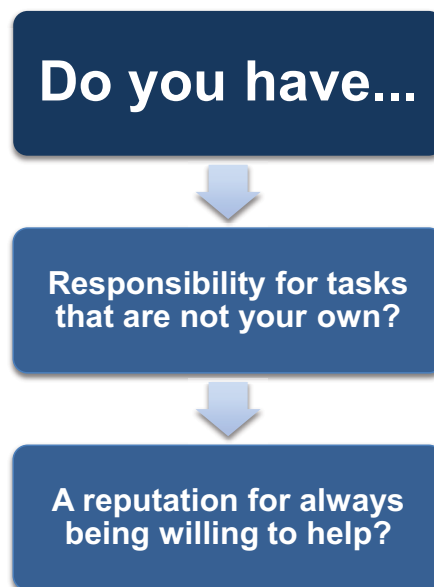 Do you have...
Responsibility for tasks
that are not your own?
A reputation for always
being willing to help?